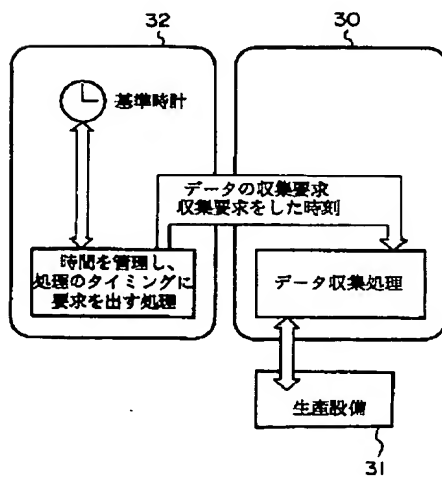 32
30
基準時計
データの収集要求
収集要求をした時刻
時間を管理し、
処理のタイミングに
要求を出す処理
データ収集処理
生産設備
31